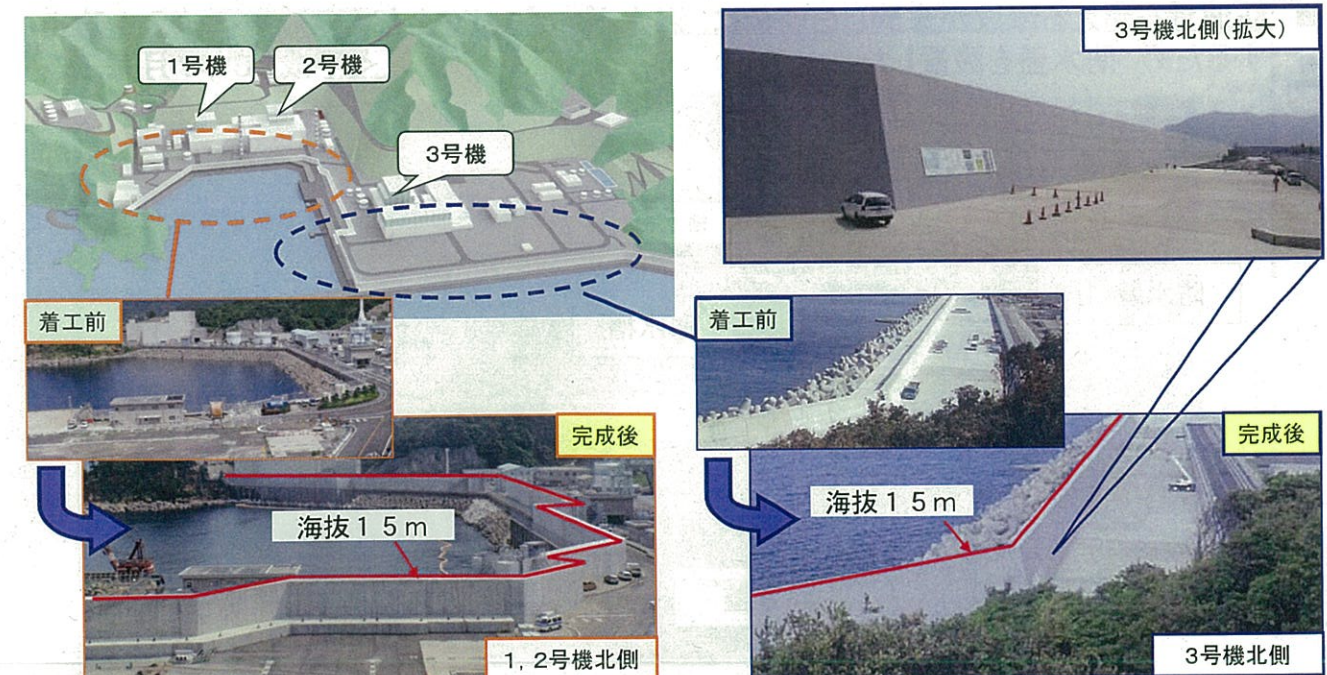 1号機
2号機
3号機
3号機北側(拡大)
着工前
着工前
完成後
海抜15m
1,2号機北側
完成後
海抜15m
3号機北側